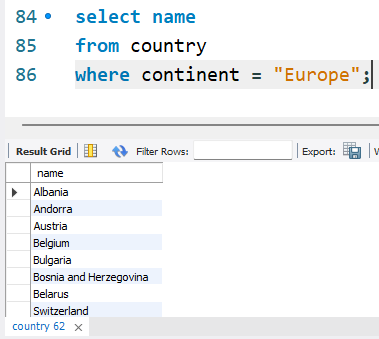 84 select name
85 from country
86 where continent = "Europe";
Result Grid Filter Rows: Export:
name
Albania
Andorra
Austria
Belgium
Bulgaria
Bosnia and Herzegovina
Belarus
Switzerland
country 62